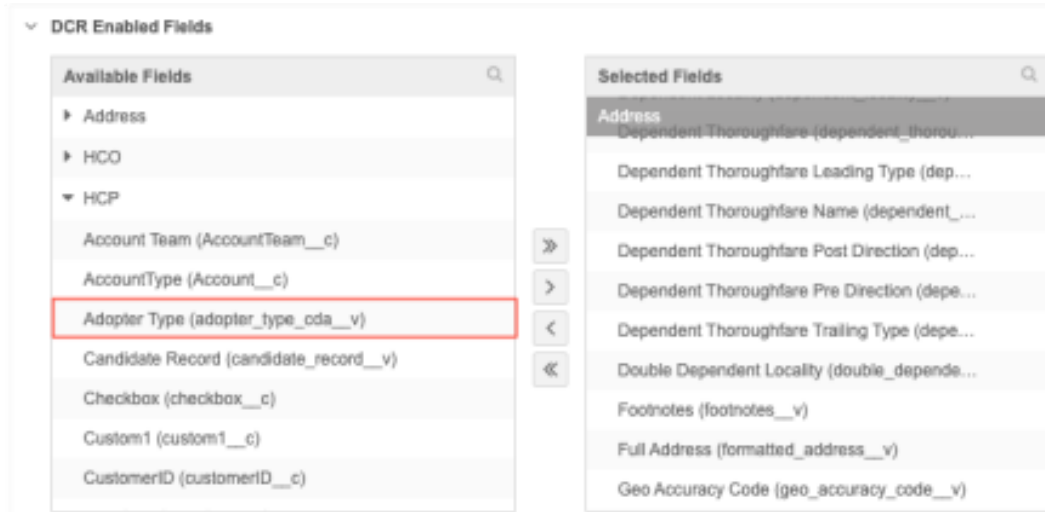 DCR Enabled Fields
Available Fields
Address
HCO
HCP
Account Team (AccountTeam__c)
AccountType (Account__c)
Adopter Type (adopter_type_cda__v)
Candidate Record (candidate_record__v)
Checkbox (checkbox__c)
Custom1 (custom1__c)
CustomerID (customerID__c)
Selected Fields
Address
Dependent Thoroughfare (dependent_thorou...
Dependent Thoroughfare Leading Type (dep...
Dependent Thoroughfare Name (dependent_...
Dependent Thoroughfare Post Direction (dep...
Dependent Thoroughfare Pre Direction (depe...
Dependent Thoroughfare Trailing Type (depe...
Double Dependent Locality (double_depende...
Footnotes (footnotes__v)
Full Address (formatted_address__v)
Geo Accuracy Code (geo_accuracy_code__v)